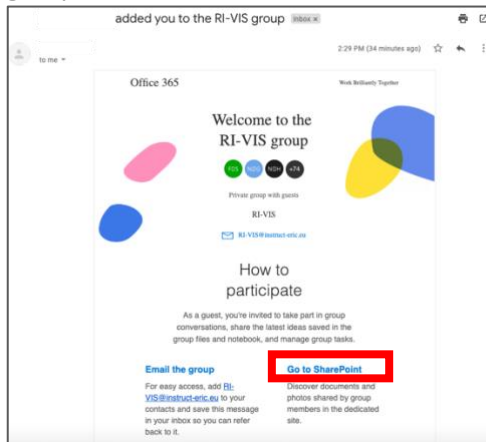 added you to the RI-VIS group inbox x
2:29 PM (34 minutes ago)
to me
Office 365
Work Brilliantly Together
Welcome to the
RI-VIS group
+74
Private group with guests
RI-VIS
RI-VIS@instruct-eric.eu
How to
participate
As a guest, you're invited to take part in group
conversations, share the latest ideas saved in the
group files and notebook, and manage group tasks.
Email the group
For easy access, add RI-
VIS@instruct-eric.eu to your
contacts and save this message
in your inbox so you can refer
back to it.
Go to SharePoint
Discover documents and
photos shared by group
members in the dedicated
site.